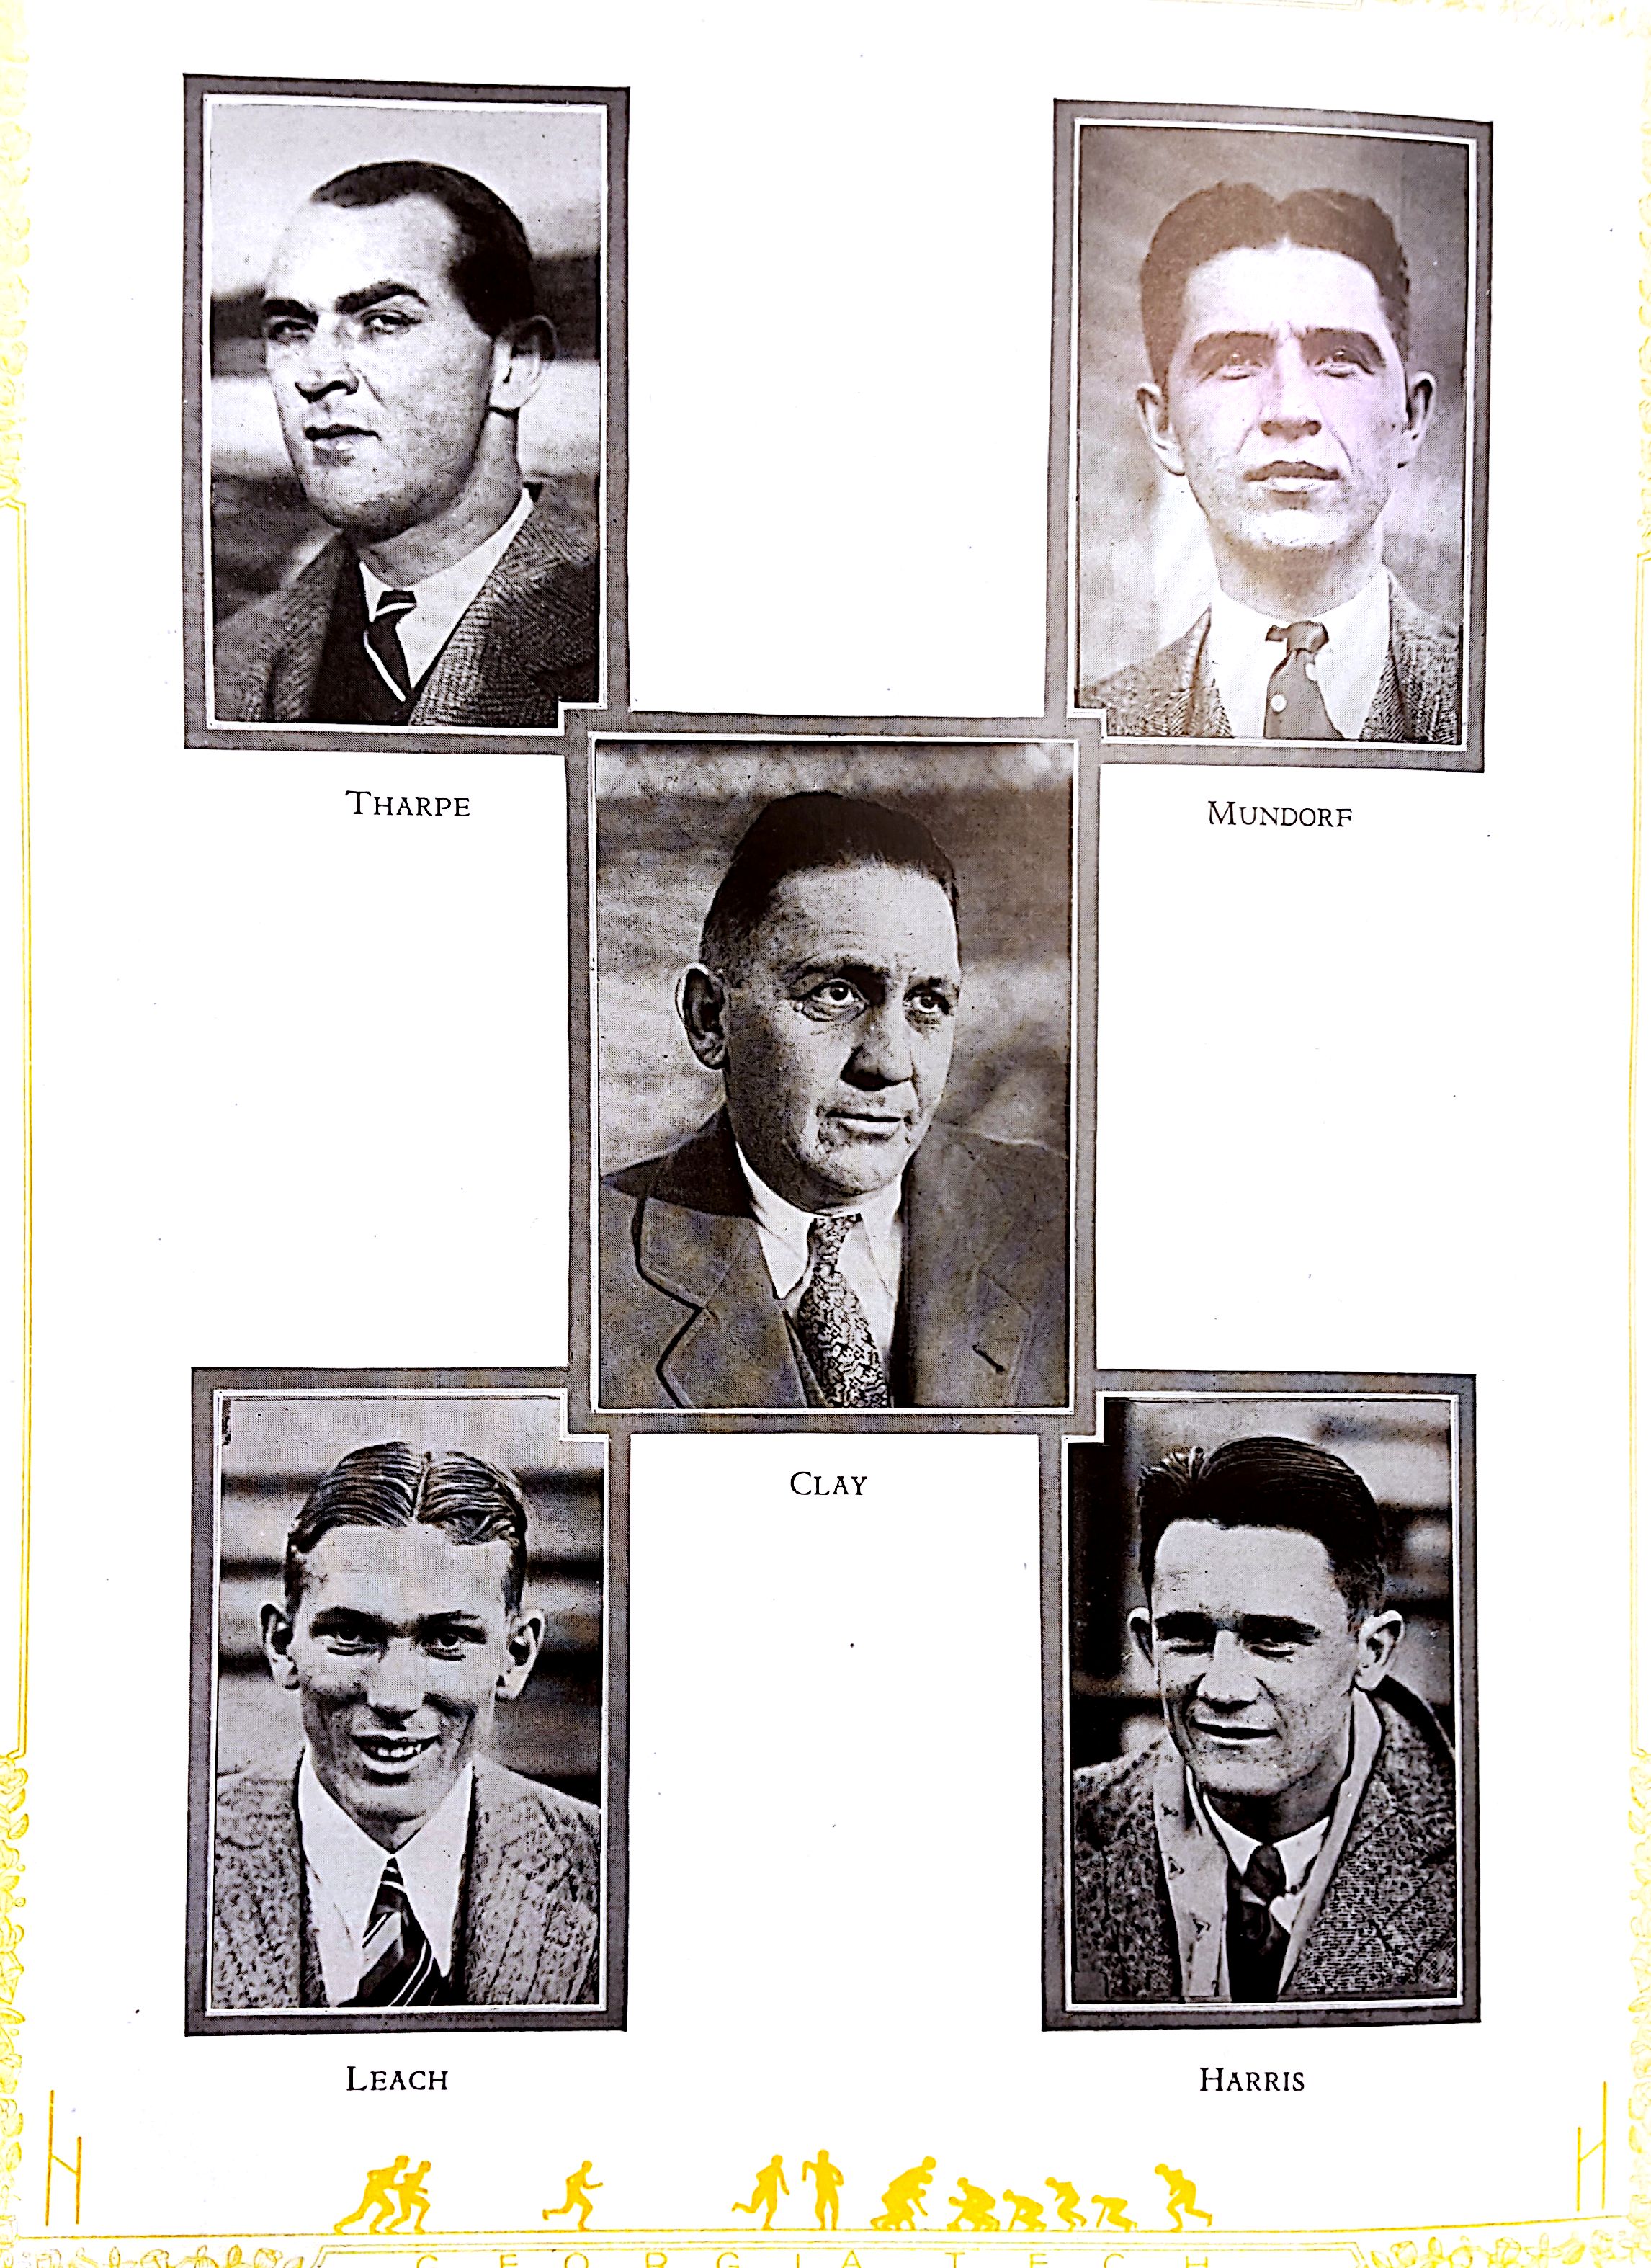 THARPE
MUNDORF
CLAY
LEACH
HARRIS
GEORGIA TECH